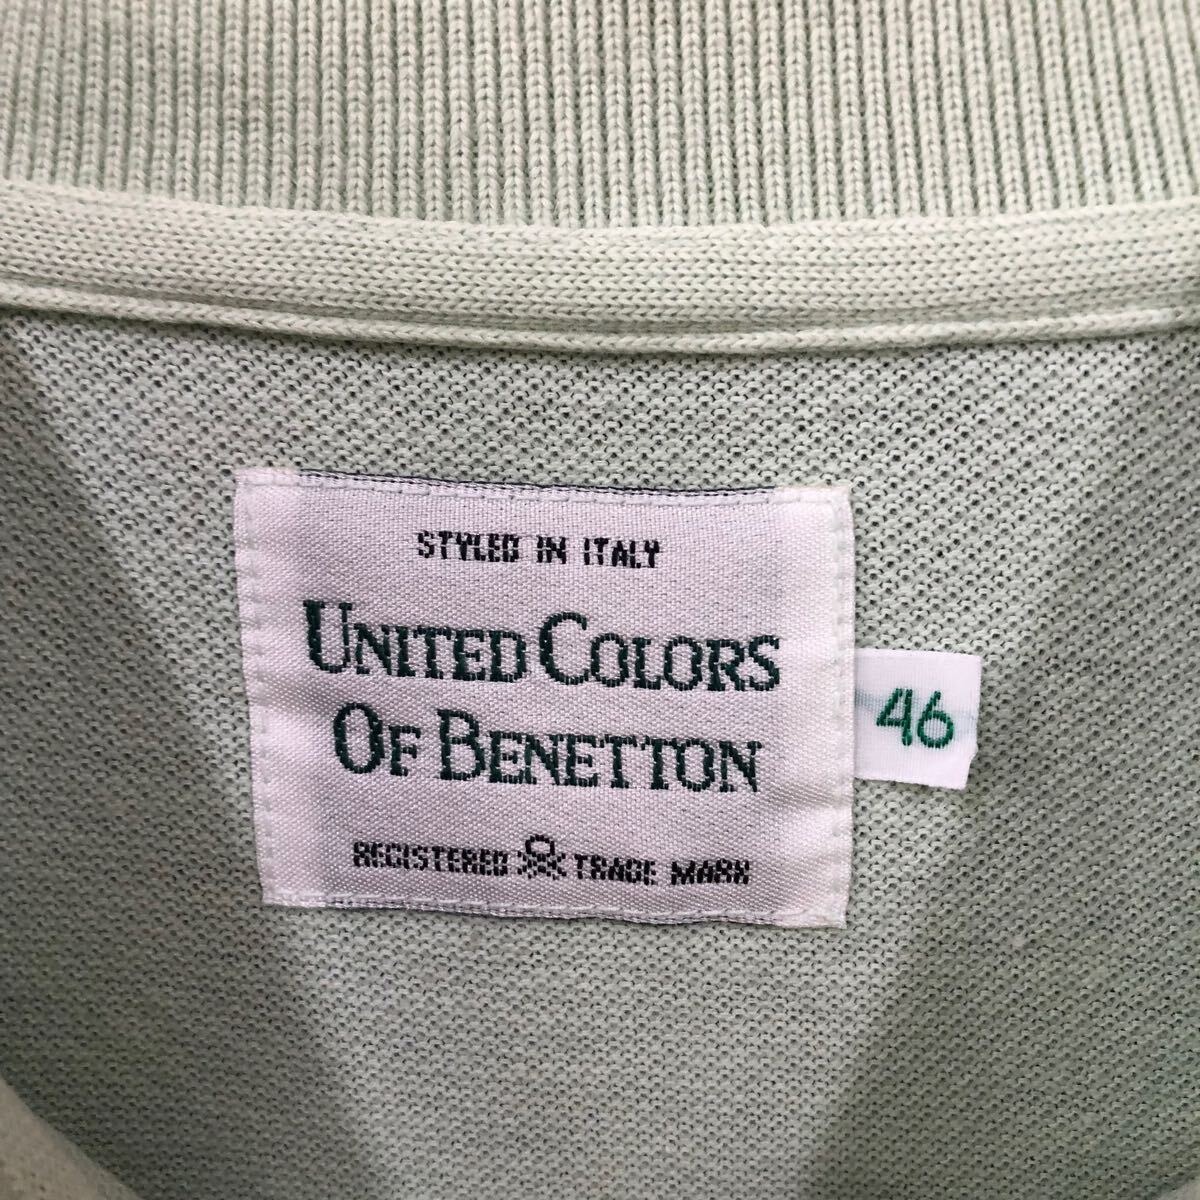 STYLED IN ITALY
UNITED COLORS
OF BENETTON
46
REGISTERED TRADE MARK